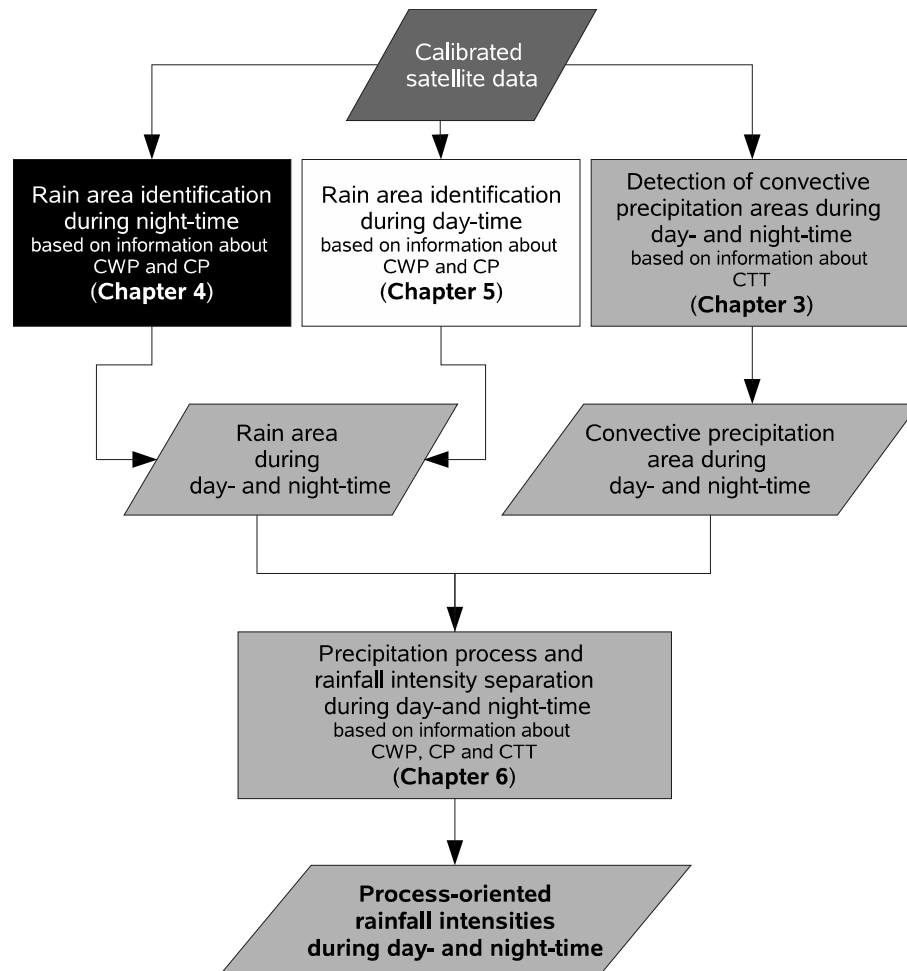 Calibrated
satellite data
Rain area identification
during night-time
based on information about
CWP and CP
(Chapter 4)
Rain area identification
during day-time
based on information about
CWP and CP
(Chapter 5)
Detection of convective
precipitation areas during
day- and night-time
based on information about
CTT
(Chapter 3)
Rain area
during
day- and night-time
Convective precipitation
area during
day- and night-time
Precipitation process and
rainfall intensity separation
during day-and night-time
based on information about
CWP, CP and CTT
(Chapter 6)
Process-oriented
rainfall intensities
during day- and night-time